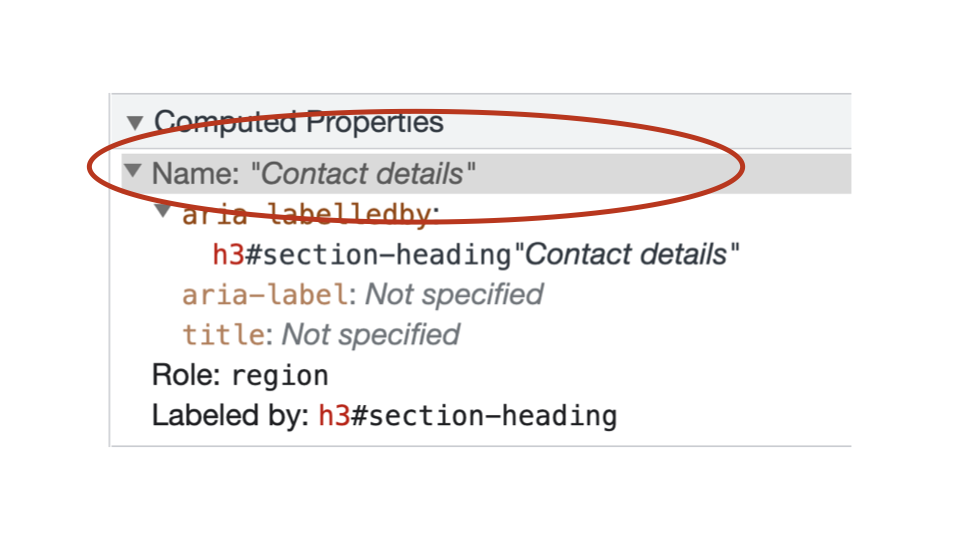 Computed Properties
Name: "Contact details"
aria-labelledby:
h3#section-heading"Contact details"
aria-label: Not specified
title: Not specified
Role: region
Labeled by: h3#section-heading